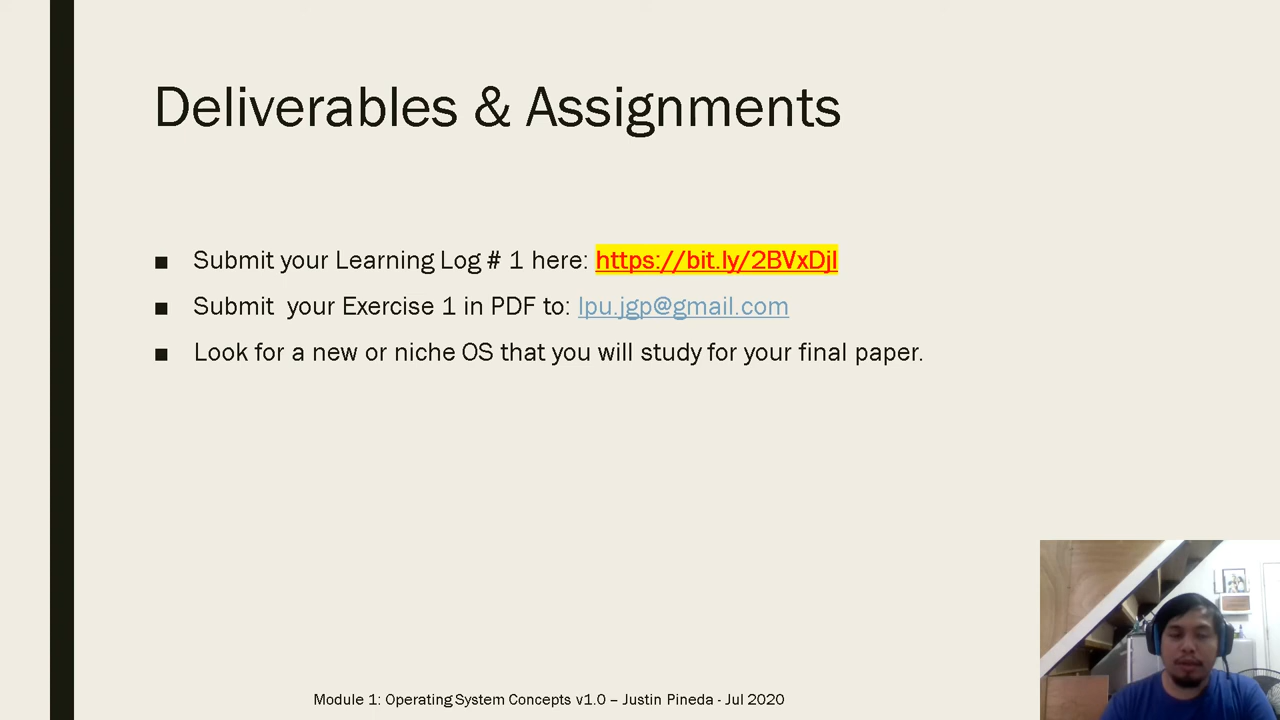 Deliverables & Assignments
■ Submit your Learning Log # 1 here: https://bit.ly/2BVxDjl
■ Submit  your Exercise 1 in PDF to: lpu.jgp@gmail.com
■ Look for a new or niche OS that you will study for your final paper.
Module 1: Operating System Concepts v1.0 – Justin Pineda - Jul 2020